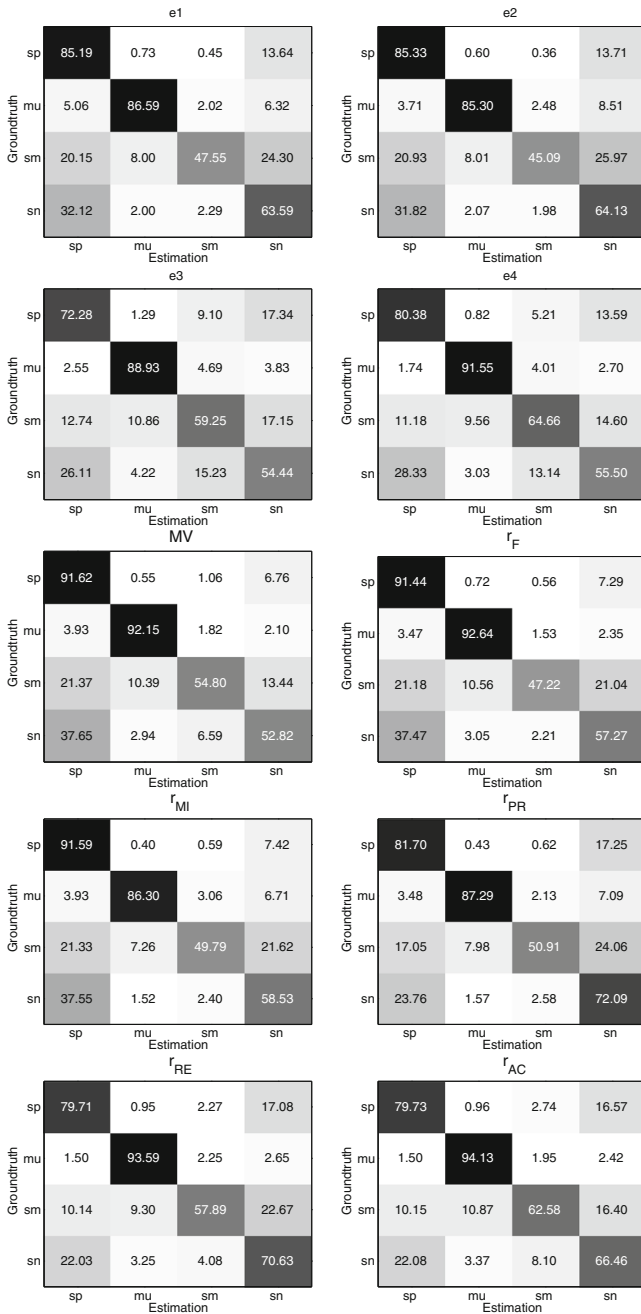 e1
sp 85.19 0.73 0.45 13.64
mu 5.06 86.59 2.02 6.32
sm 20.15 8.00 47.55 24.30
sn 32.12 2.00 2.29 63.59
sp mu sm sn
Estimation
Groundtruth
e2
sp 85.33 0.60 0.36 13.71
mu 3.71 85.30 2.48 8.51
sm 20.93 8.01 45.09 25.97
sn 31.82 2.07 1.98 64.13
sp mu sm sn
Estimation
Groundtruth
e3
sp 72.28 1.29 9.10 17.34
mu 2.55 88.93 4.69 3.83
sm 12.74 10.86 59.25 17.15
sn 26.11 4.22 15.23 54.44
sp mu sm sn
Estimation
Groundtruth
e4
sp 80.38 0.82 5.21 13.59
mu 1.74 91.55 4.01 2.70
sm 11.18 9.56 64.66 14.60
sn 28.33 3.03 13.14 55.50
sp mu sm sn
Estimation
Groundtruth
MV
sp 91.62 0.55 1.06 6.76
mu 3.93 92.15 1.82 2.10
sm 21.37 10.39 54.80 13.44
sn 37.65 2.94 6.59 52.82
sp mu sm sn
Estimation
Groundtruth
r_F
sp 91.44 0.72 0.56 7.29
mu 3.47 92.64 1.53 2.35
sm 21.18 10.56 47.22 21.04
sn 37.47 3.05 2.21 57.27
sp mu sm sn
Estimation
Groundtruth
r_MI
sp 91.59 0.40 0.59 7.42
mu 3.93 86.30 3.06 6.71
sm 21.33 7.26 49.79 21.62
sn 37.55 1.52 2.40 58.53
sp mu sm sn
Estimation
Groundtruth
r_PR
sp 81.70 0.43 0.62 17.25
mu 3.48 87.29 2.13 7.09
sm 17.05 7.98 50.91 24.06
sn 23.76 1.57 2.58 72.09
sp mu sm sn
Estimation
Groundtruth
r_RE
sp 79.71 0.95 2.27 17.08
mu 1.50 93.59 2.25 2.65
sm 10.14 9.30 57.89 22.67
sn 22.03 3.25 4.08 70.63
sp mu sm sn
Estimation
Groundtruth
r_AC
sp 79.73 0.96 2.74 16.57
mu 1.50 94.13 1.95 2.42
sm 10.15 10.87 62.58 16.40
sn 22.08 3.37 8.10 66.46
sp mu sm sn
Estimation
Groundtruth